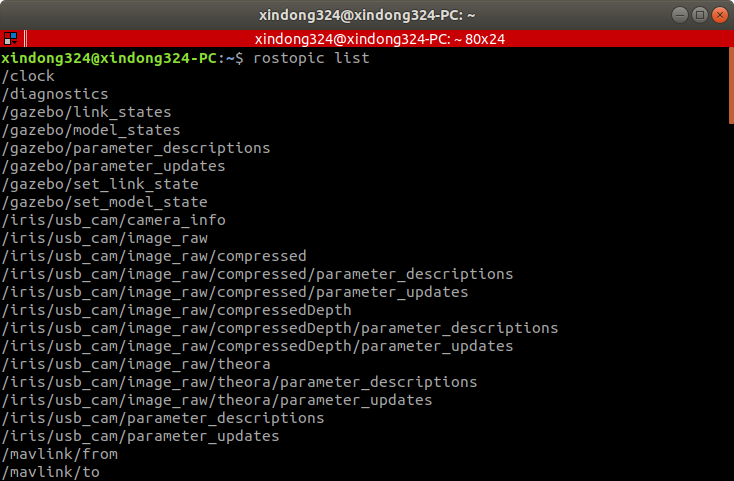 xindong324@xindong324-PC: ~
xindong324@xindong324-PC: ~ 80x24
xindong324@xindong324-PC:~$ rostopic list
/clock
/diagnostics
/gazebo/link_states
/gazebo/model_states
/gazebo/parameter_descriptions
/gazebo/parameter_updates
/gazebo/set_link_state
/gazebo/set_model_state
/iris/usb_cam/camera_info
/iris/usb_cam/image_raw
/iris/usb_cam/image_raw/compressed
/iris/usb_cam/image_raw/compressed/parameter_descriptions
/iris/usb_cam/image_raw/compressed/parameter_updates
/iris/usb_cam/image_raw/compressedDepth
/iris/usb_cam/image_raw/compressedDepth/parameter_descriptions
/iris/usb_cam/image_raw/compressedDepth/parameter_updates
/iris/usb_cam/image_raw/theora
/iris/usb_cam/image_raw/theora/parameter_descriptions
/iris/usb_cam/image_raw/theora/parameter_updates
/iris/usb_cam/parameter_descriptions
/iris/usb_cam/parameter_updates
/mavlink/from
/mavlink/to